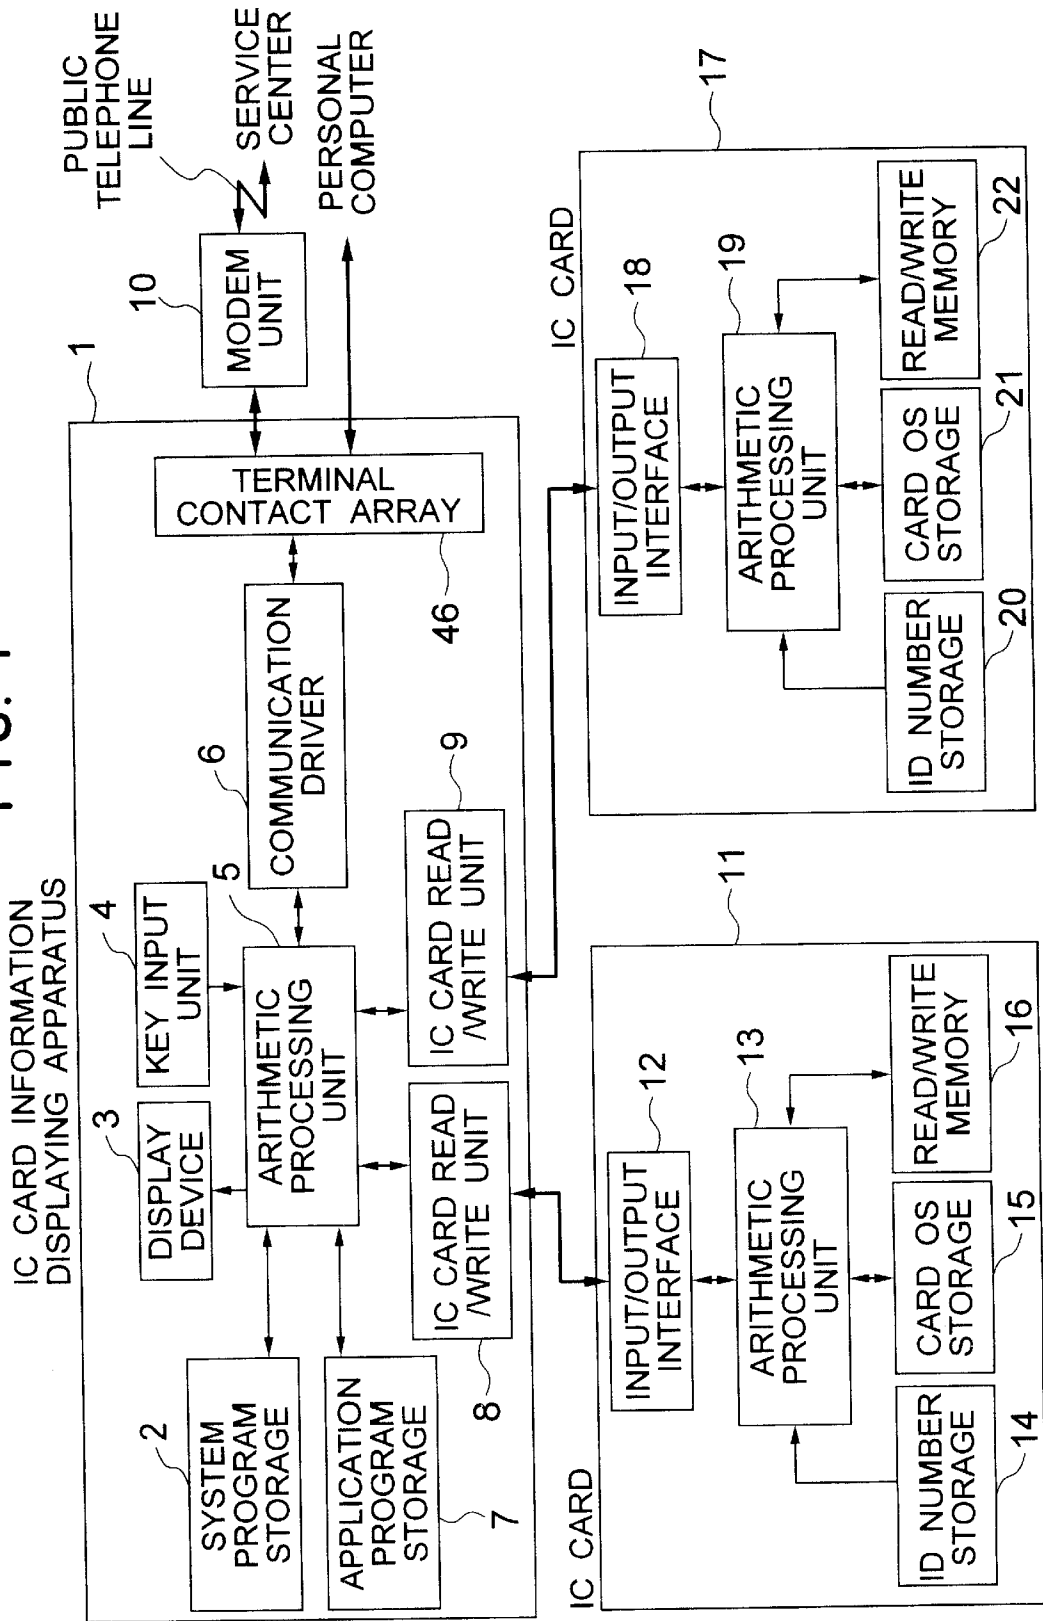 FIG. 1
IC CARD INFORMATION
DISPLAYING APPARATUS
1
2
SYSTEM
PROGRAM
STORAGE
3
DISPLAY
DEVICE
4
KEY INPUT
UNIT
5
ARITHMETIC
PROCESSING
UNIT
6
COMMUNICATION
DRIVER
TERMINAL
CONTACT ARRAY
46
10
MODEM
UNIT
PUBLIC
TELEPHONE
LINE
SERVICE
CENTER
PERSONAL
COMPUTER
APPLICATION
PROGRAM
STORAGE
7
IC CARD READ
/WRITE UNIT
8
IC CARD READ
/WRITE UNIT
9
IC CARD
11
INPUT/OUTPUT
INTERFACE
12
ARITHMETIC
PROCESSING
UNIT
13
ID NUMBER
STORAGE
14
CARD OS
STORAGE
15
READ/WRITE
MEMORY
16
IC CARD
17
INPUT/OUTPUT
INTERFACE
18
ARITHMETIC
PROCESSING
UNIT
19
ID NUMBER
STORAGE
20
CARD OS
STORAGE
21
READ/WRITE
MEMORY
22